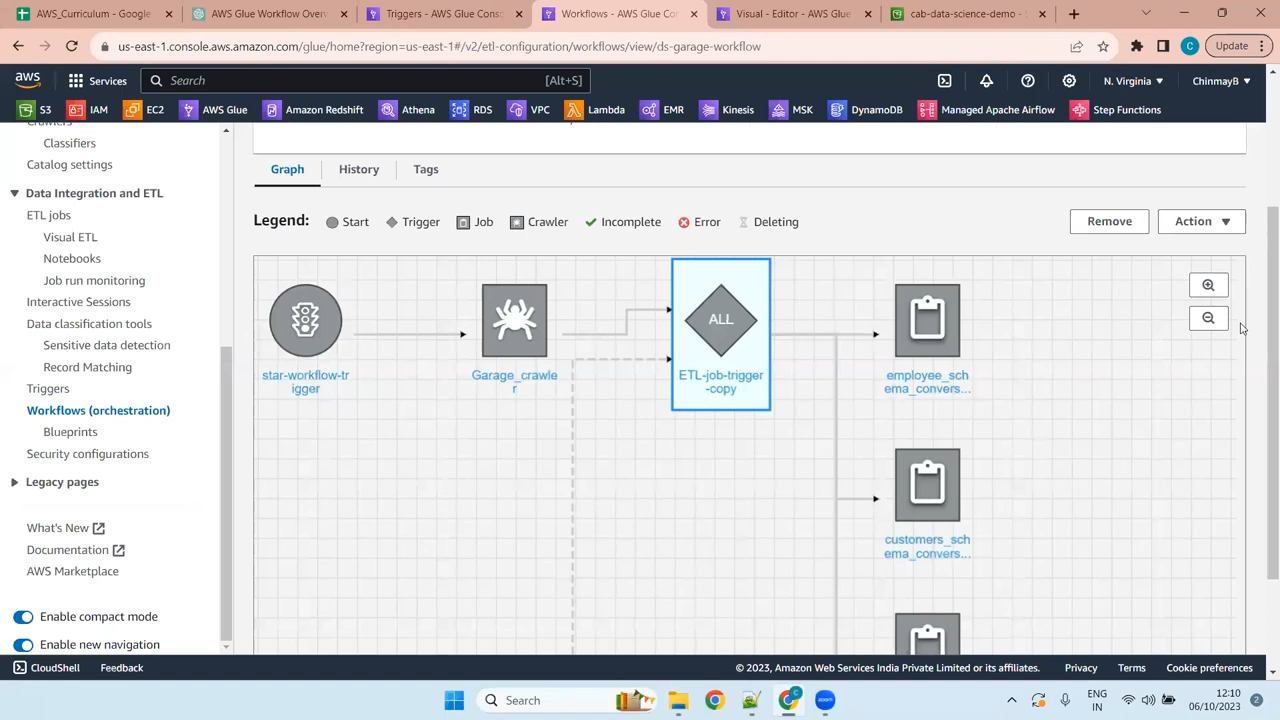 AWS_Curriculum - Google
AWS Glue Workflow Over
Triggers - AWS Glue Cons
Workflows - AWS Glue Con
Visual - Editor - AWS Glue
cab-data-science-demo -
us-east-1.console.aws.amazon.com/glue/home?region=us-east-1#/v2/etl-configuration/workflows/view/ds-garage-workflow
C
Update
aws
Services
Search
[Alt+S]
N. Virginia
ChinmayB
S3
IAM
EC2
AWS Glue
Amazon Redshift
Athena
RDS
VPC
Lambda
EMR
Kinesis
MSK
DynamoDB
Managed Apache Airflow
Step Functions
Crawlers
Classifiers
Catalog settings
Data Integration and ETL
ETL jobs
Visual ETL
Notebooks
Job run monitoring
Interactive Sessions
Data classification tools
Sensitive data detection
Record Matching
Triggers
Workflows (orchestration)
Blueprints
Security configurations
Legacy pages
What's New
Documentation
AWS Marketplace
Enable compact mode
Enable new navigation
Graph
History
Tags
Legend:
Start
Trigger
Job
Crawler
Incomplete
Error
Deleting
Remove
Action
star-workflow-tr
igger
Garage_crawle
r
ALL
ETL-job-trigger
-copy
employee_sch
ema_convers...
customers_sch
ema_convers...
CloudShell
Feedback
© 2023, Amazon Web Services India Private Limited or its affiliates.
Privacy
Terms
Cookie preferences
Search
C
zoom
ENG
IN
12:10
06/10/2023
2